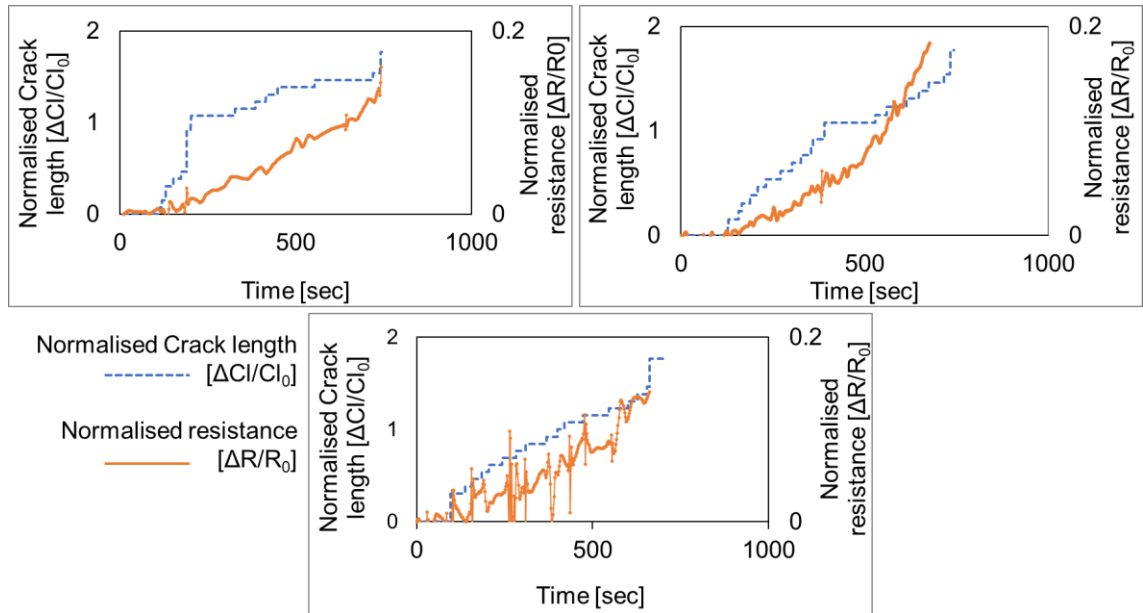 Normalised Crack
length [ΔCl/Cl₀]
2
1
0
0
500
1000
Time [sec]
0.2
0
Normalised
resistance [ΔR/R0]
Normalised Crack
length [ΔCl/Cl₀]
2
1
0
0
500
1000
Time [sec]
0.2
0
Normalised
resistance [ΔR/R₀]
Normalised Crack length
[ΔCl/Cl₀]
Normalised resistance
[ΔR/R₀]
Normalised Crack
length [ΔCl/Cl₀]
2
1
0
0
500
1000
Time [sec]
0.2
0
Normalised
resistance [ΔR/R₀]